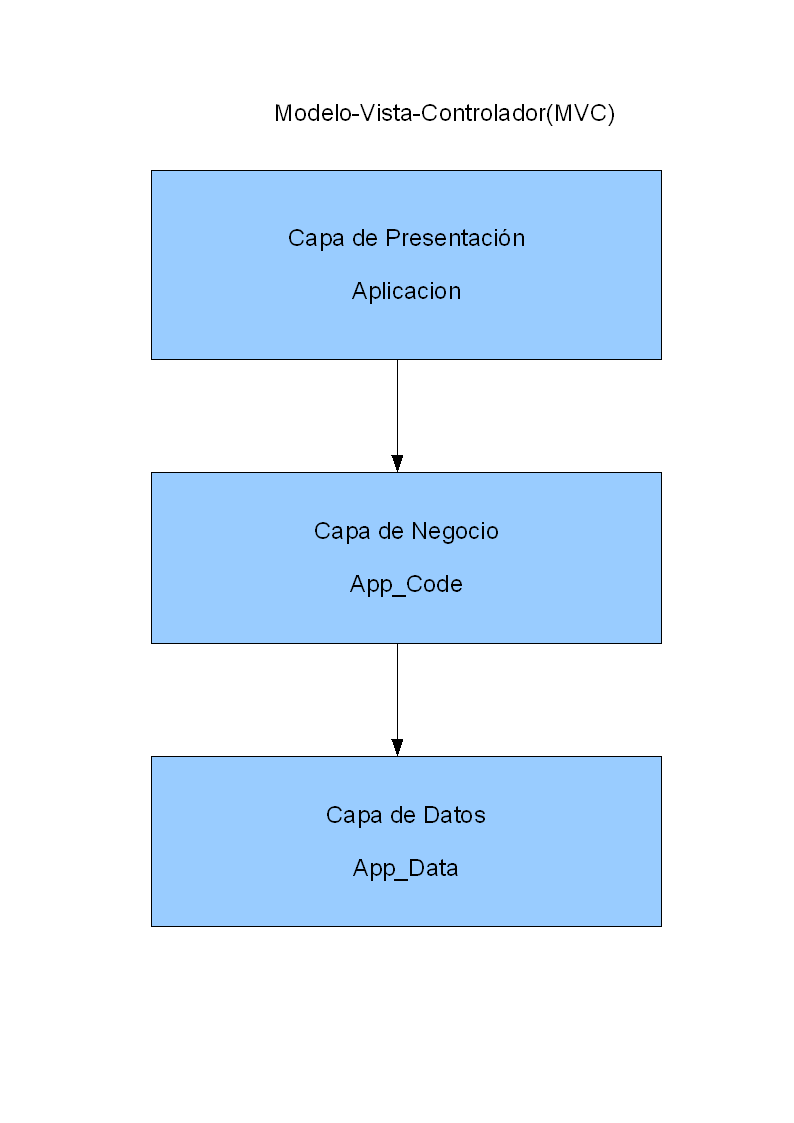 Modelo-Vista-Controlador(MVC)
Capa de Presentación
Aplicacion
Capa de Negocio
App_Code
Capa de Datos
App_Data